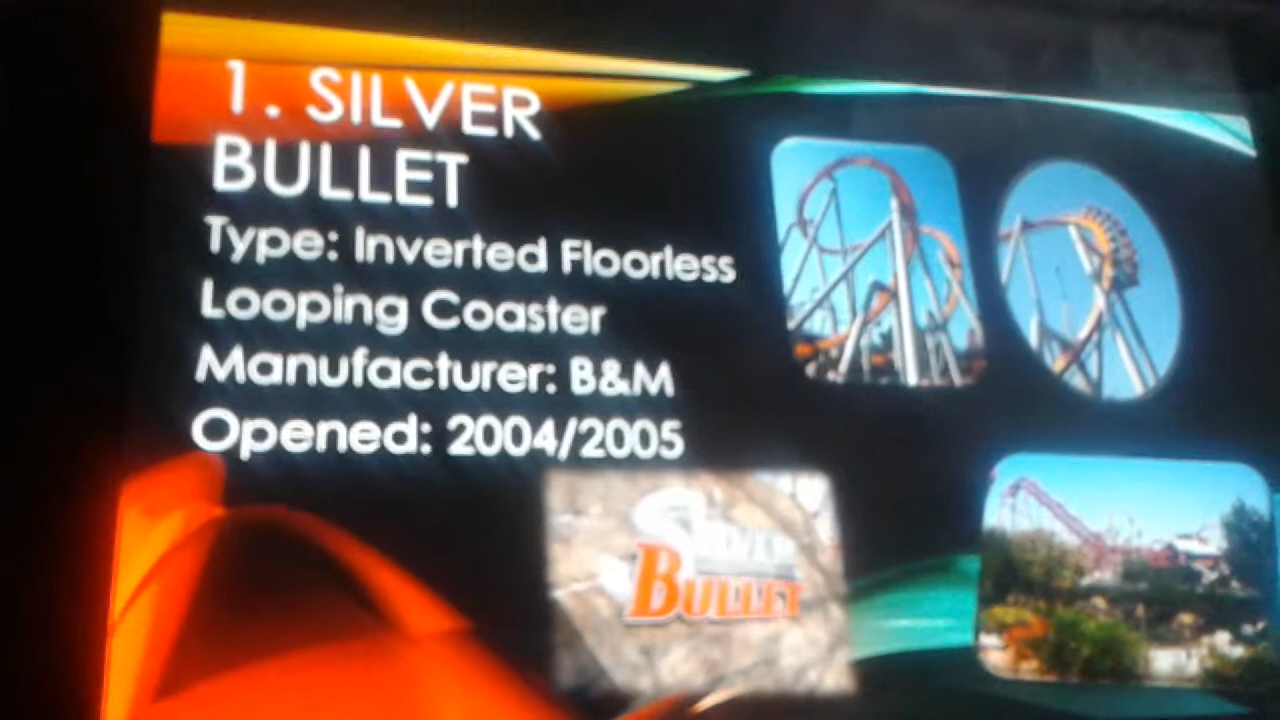 1. SILVER
BULLET
Type: Inverted Floorless
Looping Coaster
Manufacturer: B&M
Opened: 2004/2005
Silver
Bullet